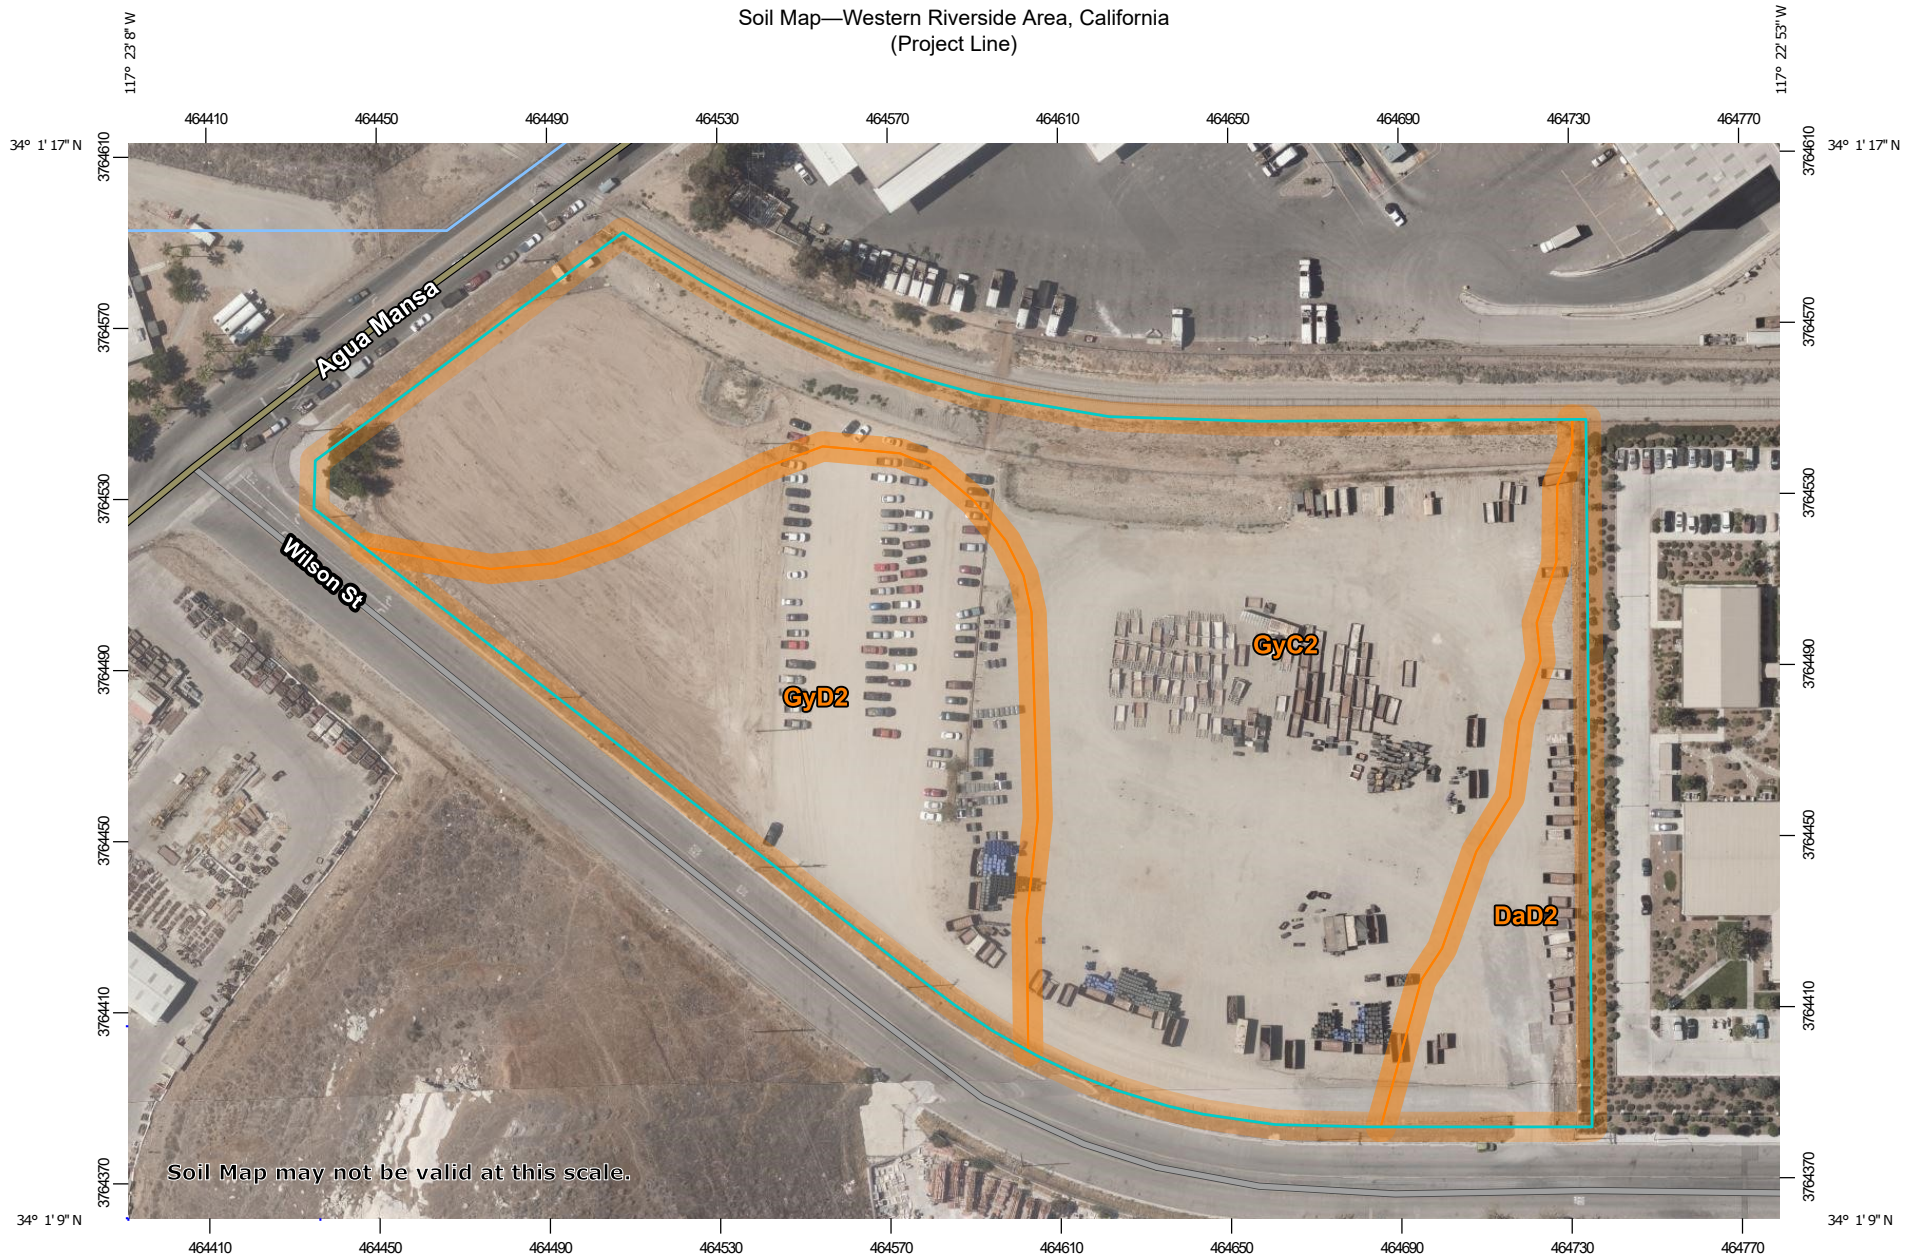 Soil Map—Western Riverside Area, California
(Project Line)
117° 23' 8'' W
117° 22' 53'' W
464410 464450 464490 464530 464570 464610 464650 464690 464730 464770
34° 1' 17'' N
34° 1' 17'' N
3764610
3764610
3764570
3764570
Agua Mansa
3764530
3764530
Wilson St
3764490
3764490
GyC2
GyD2
3764450
3764450
DaD2
3764410
3764410
3764370
3764370
Soil Map may not be valid at this scale.
34° 1' 9'' N
34° 1' 9'' N
464410 464450 464490 464530 464570 464610 464650 464690 464730 464770